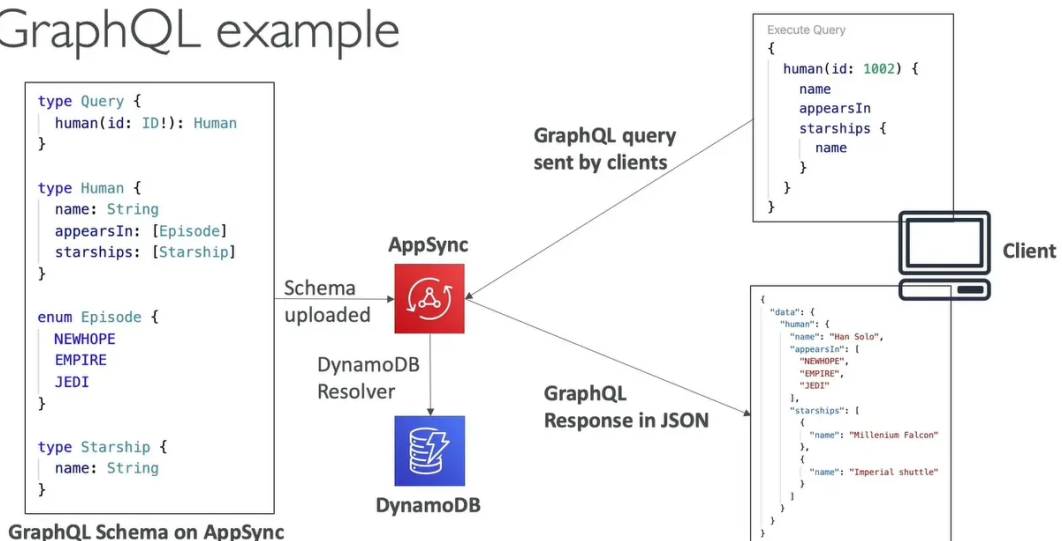 GraphQL example
type Query {
human(id: ID!): Human
}
type Human {
name: String
appearsIn: [Episode]
starships: [Starship]
}
enum Episode {
NEWHOPE
EMPIRE
JEDI
}
type Starship {
name: String
}
GraphQL Schema on AppSync
Schema
uploaded
AppSync
DynamoDB
Resolver
DynamoDB
GraphQL query
sent by clients
GraphQL
Response in JSON
Execute Query
{
human(id: 1002) {
name
appearsIn
starships {
name
}
}
}
Client
{
"data": {
"human": {
"name": "Han Solo",
"appearsIn": [
"NEWHOPE",
"EMPIRE",
"JEDI"
],
"starships": [
{
"name": "Millenium Falcon"
},
{
"name": "Imperial shuttle"
}
]
}
}
}